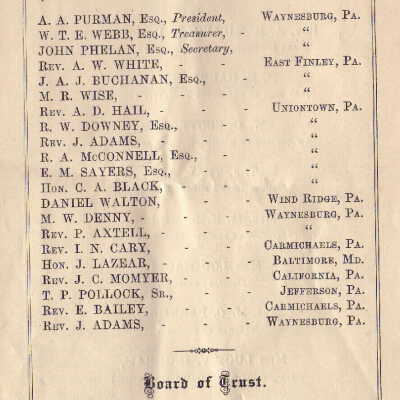 A. A. PURMAN, Esq., President, WAYNESBURG, PA.
W. T. E. WEBB, Esq., Treasurer, - “
JOHN PHELAN, Esq., Secretary, “
Rev. A. W. WHITE, - - EAST FINLEY, PA.
J. A. J. BUCHANAN, Esq., - “
M. R. WISE, - - - “
Rev. A. D. HAIL, - - - UNIONTOWN, PA.
R. W. DOWNEY, Esq., - - “
Rev. J. ADAMS, - - - “
R. A. McCONNELL, Esq., - “
E. M. SAYERS, Esq., - - “
Hon. C. A. BLACK, - - - “
DANIEL WALTON, - - - WIND RIDGE, PA.
M. W. DENNY, - - - - WAYNESBURG, PA.
Rev. P. AXTELL, - - - “
Rev. I. N. CARY, - - - CARMICHAELS, PA.
Hon. J. LAZEAR, - - - BALTIMORE, MD.
Rev. J. C. MOMYER, - - - CALIFORNIA, PA.
T. P. POLLOCK, Sr., - - - JEFFERSON, PA.
Rev. E. BAILEY, - - - CARMICHAELS, PA.
Rev. J. ADAMS, - - - WAYNESBURG, PA.
Board of Trust.